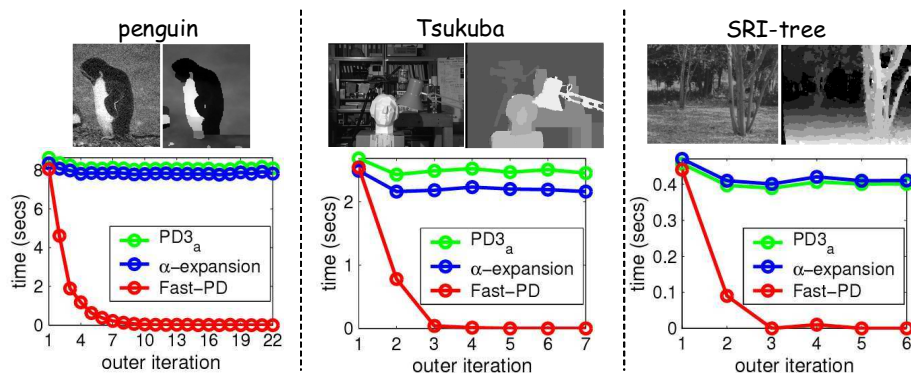 penguin
8
6
4
2
0
time (secs)
PD3a
α-expansion
Fast-PD
1 4 7 10 13 16 19 22
outer iteration
Tsukuba
2
1
0
time (secs)
PD3a
α-expansion
Fast-PD
1 2 3 4 5 6 7
outer iteration
SRI-tree
0.4
0.3
0.2
0.1
0
time (secs)
PD3a
α-expansion
Fast-PD
1 2 3 4 5 6
outer iteration